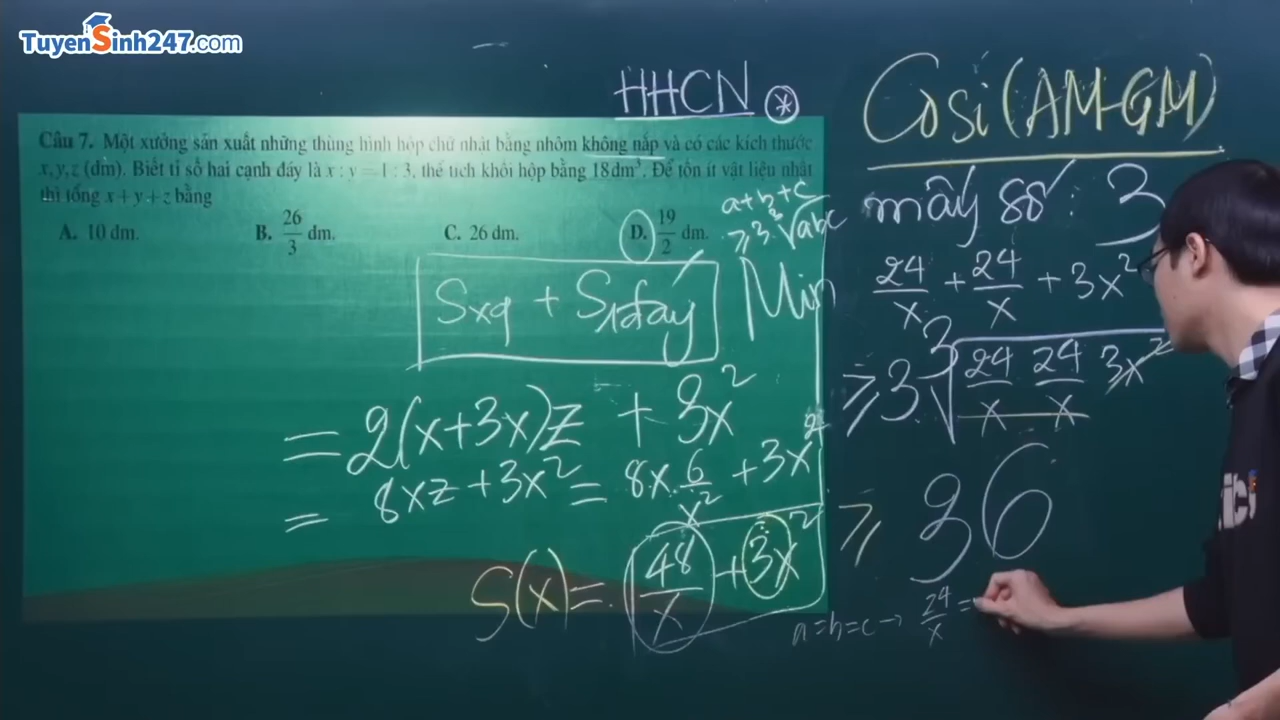 TuyenSinh247.com
HHCN *
Cosi (AM-GM)
Câu 7. Một xưởng sản xuất những thùng hình hộp chữ nhật bằng nhôm không nắp và có các kích thước
x, y, z (dm). Biết tỉ số hai cạnh đáy là x : y = 1 : 3, thể tích khối hộp bằng 18 dm³. Để tốn ít vật liệu nhất
thì tổng x + y + z bằng
A. 10 dm. B. 26/3 dm. C. 26 dm. D. 19/2 dm.
a+b+c
≥ 3 ∛abc
mấy số : 3
Sxq + S1đáy Min
24/x + 24/x + 3x²
≥ 3 ∛(24/x 24/x 3x²)
= 2(x+3x)z + 3x²
= 8xz + 3x² = 8x. 6/x² + 3x²
≥ 36
S(x) = 48/x + 3x²
a=b=c → 24/x =